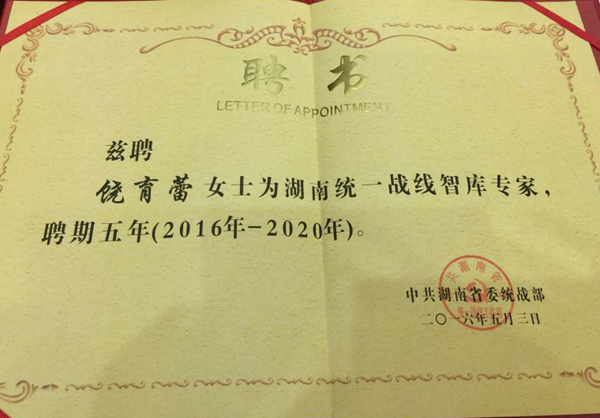 聘书
LETTER OF APPOINTMENT
兹聘
饶育蕾女士为湖南统一战线智库专家，
聘期五年(2016年-2020年)。
中共湖南省委统战部
二〇一六年五月三日